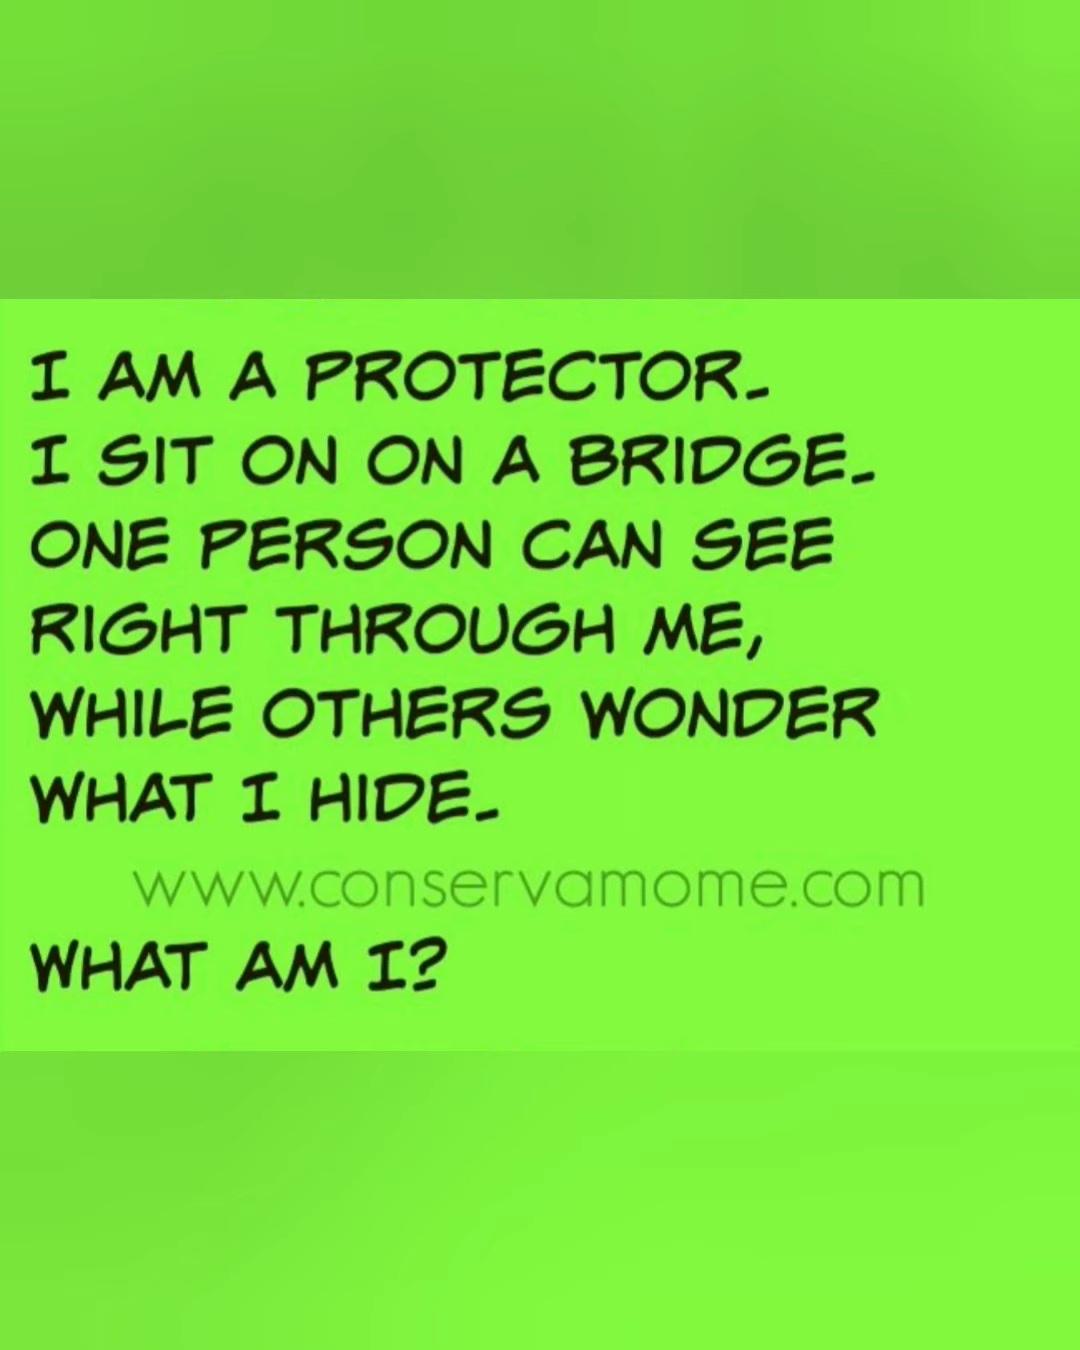 I AM A PROTECTOR.
I SIT ON ON A BRIDGE.
ONE PERSON CAN SEE
RIGHT THROUGH ME,
WHILE OTHERS WONDER
WHAT I HIDE.
www.conservamome.com
WHAT AM I?